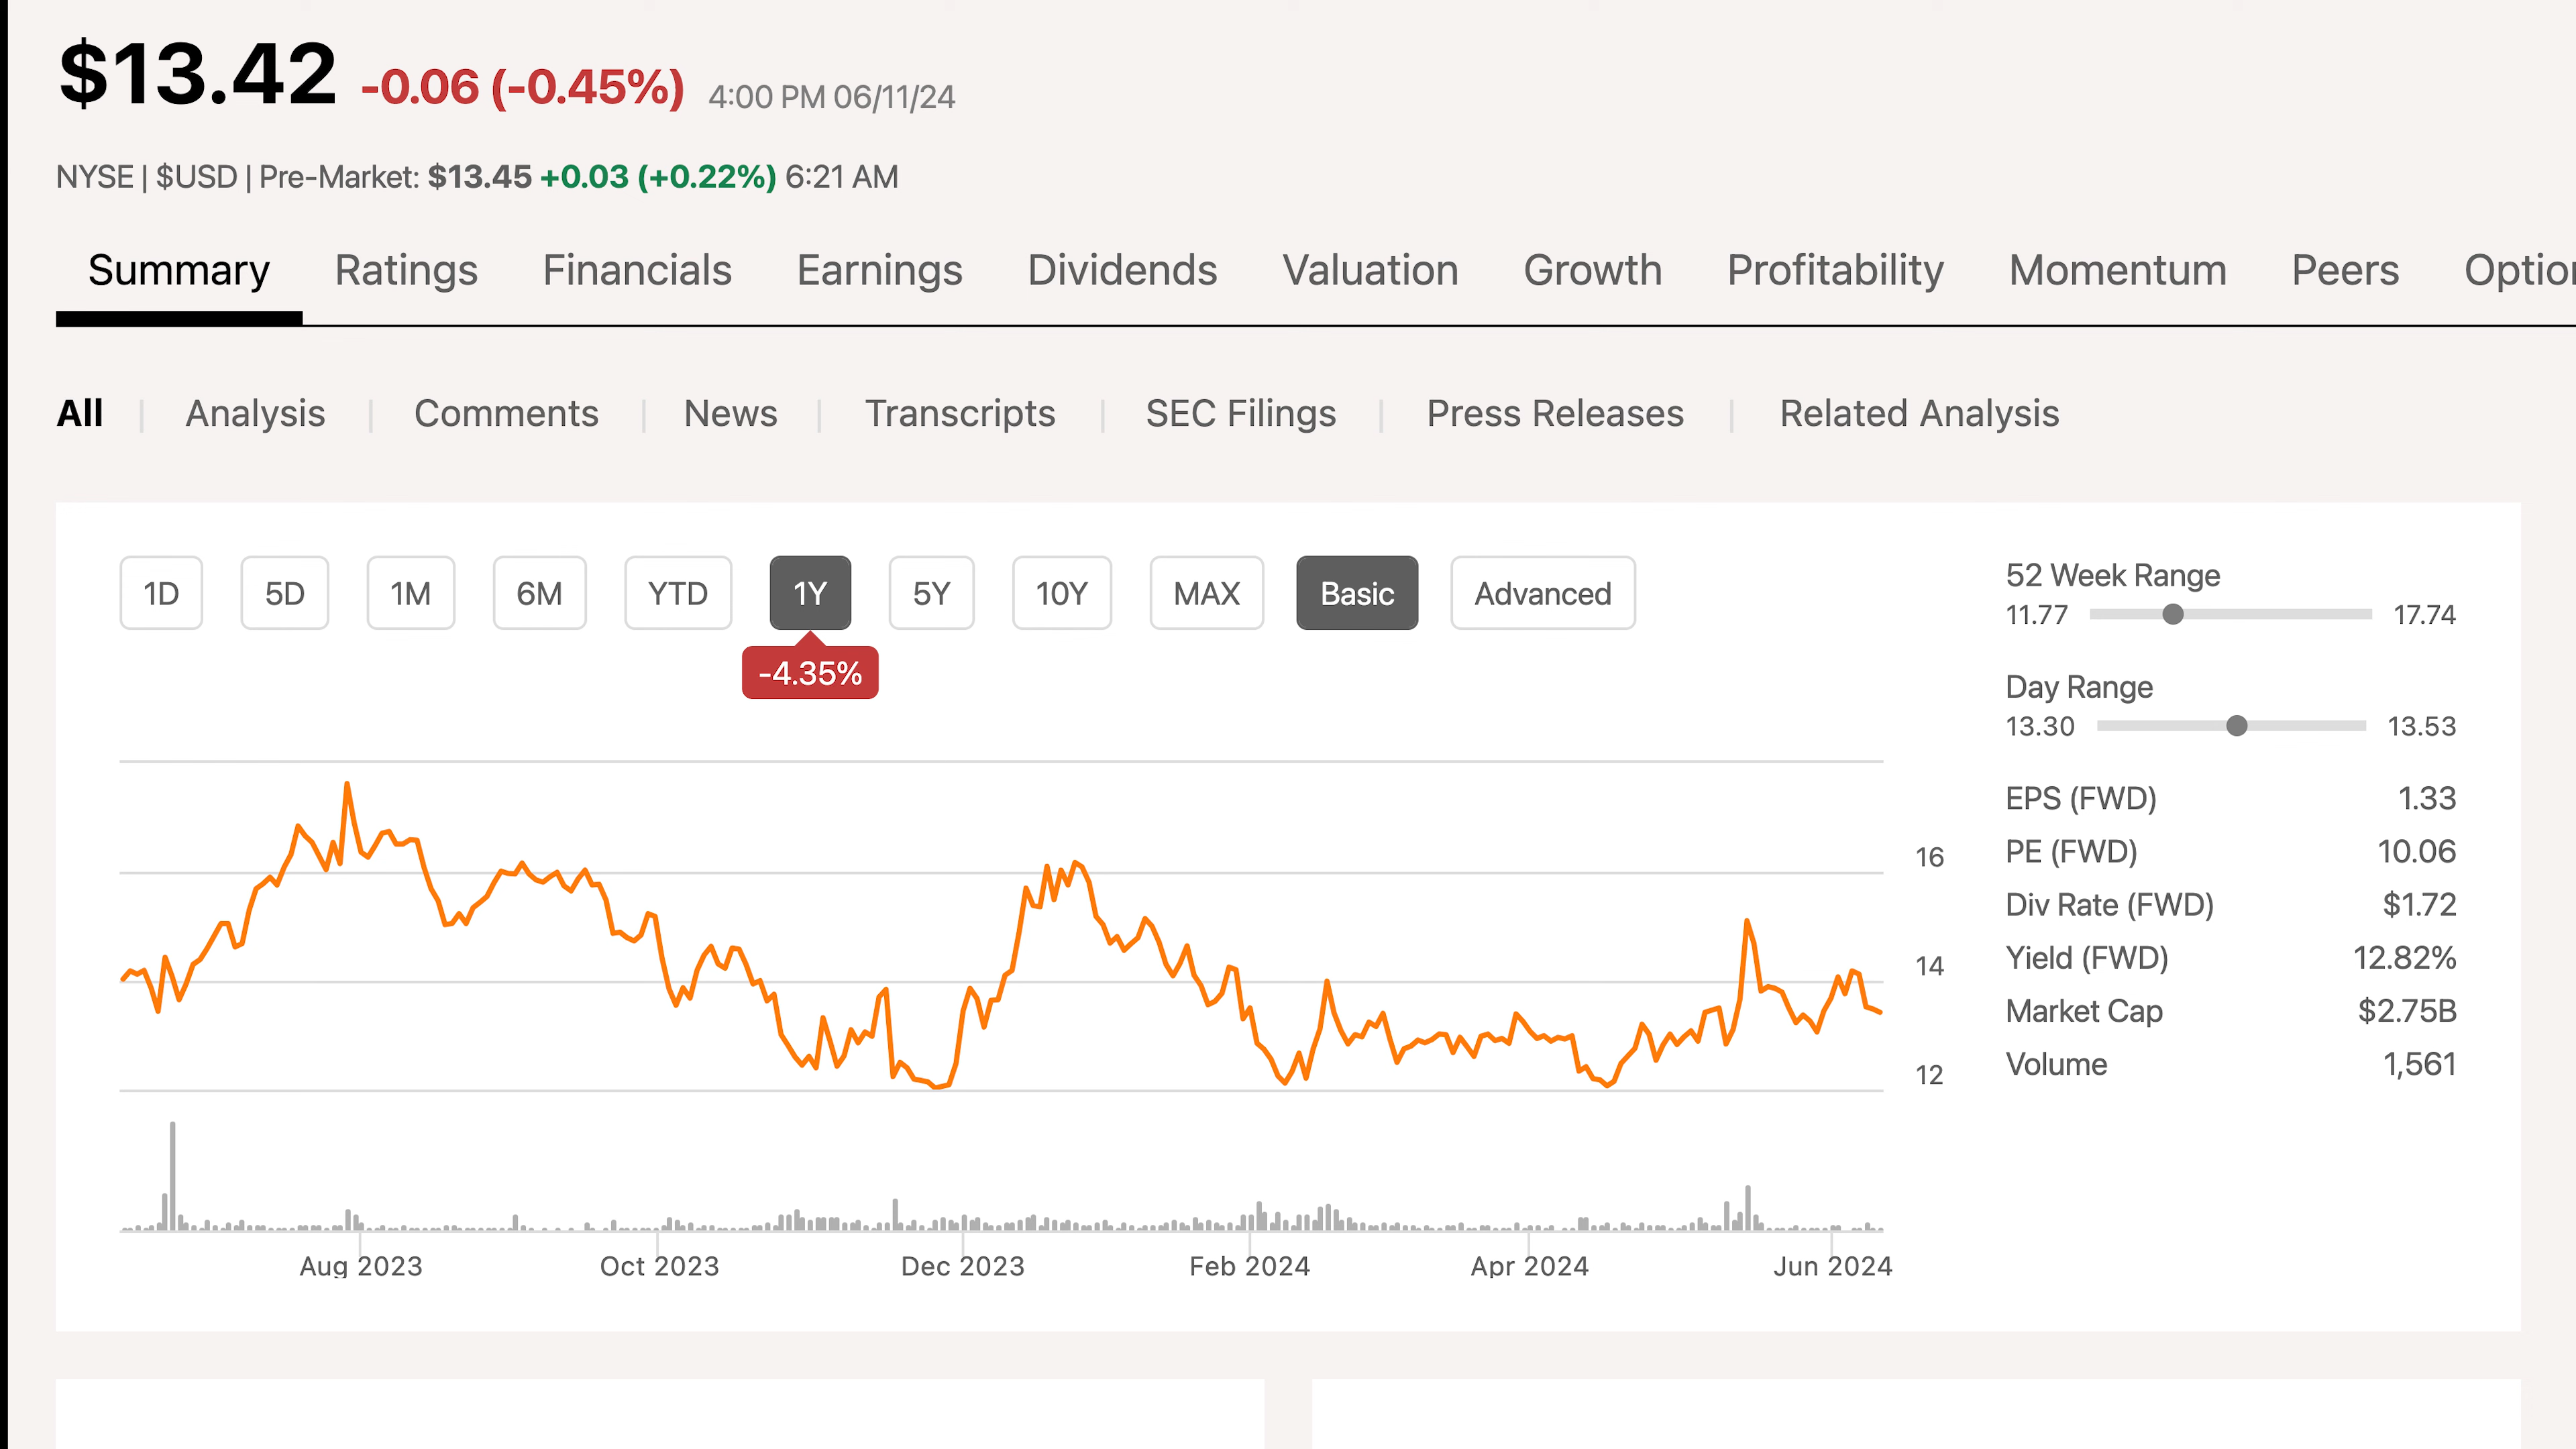 $13.42 -0.06 (-0.45%) 4:00 PM 06/11/24
NYSE | $USD | Pre-Market: $13.45 +0.03 (+0.22%) 6:21 AM
Summary Ratings Financials Earnings Dividends Valuation Growth Profitability Momentum Peers Option
All | Analysis | Comments | News | Transcripts | SEC Filings | Press Releases | Related Analysis
1D 5D 1M 6M YTD 1Y 5Y 10Y MAX Basic Advanced
-4.35%
16
14
12
Aug 2023 Oct 2023 Dec 2023 Feb 2024 Apr 2024 Jun 2024
52 Week Range
11.77 17.74
Day Range
13.30 13.53
EPS (FWD) 1.33
PE (FWD) 10.06
Div Rate (FWD) $1.72
Yield (FWD) 12.82%
Market Cap $2.75B
Volume 1,561